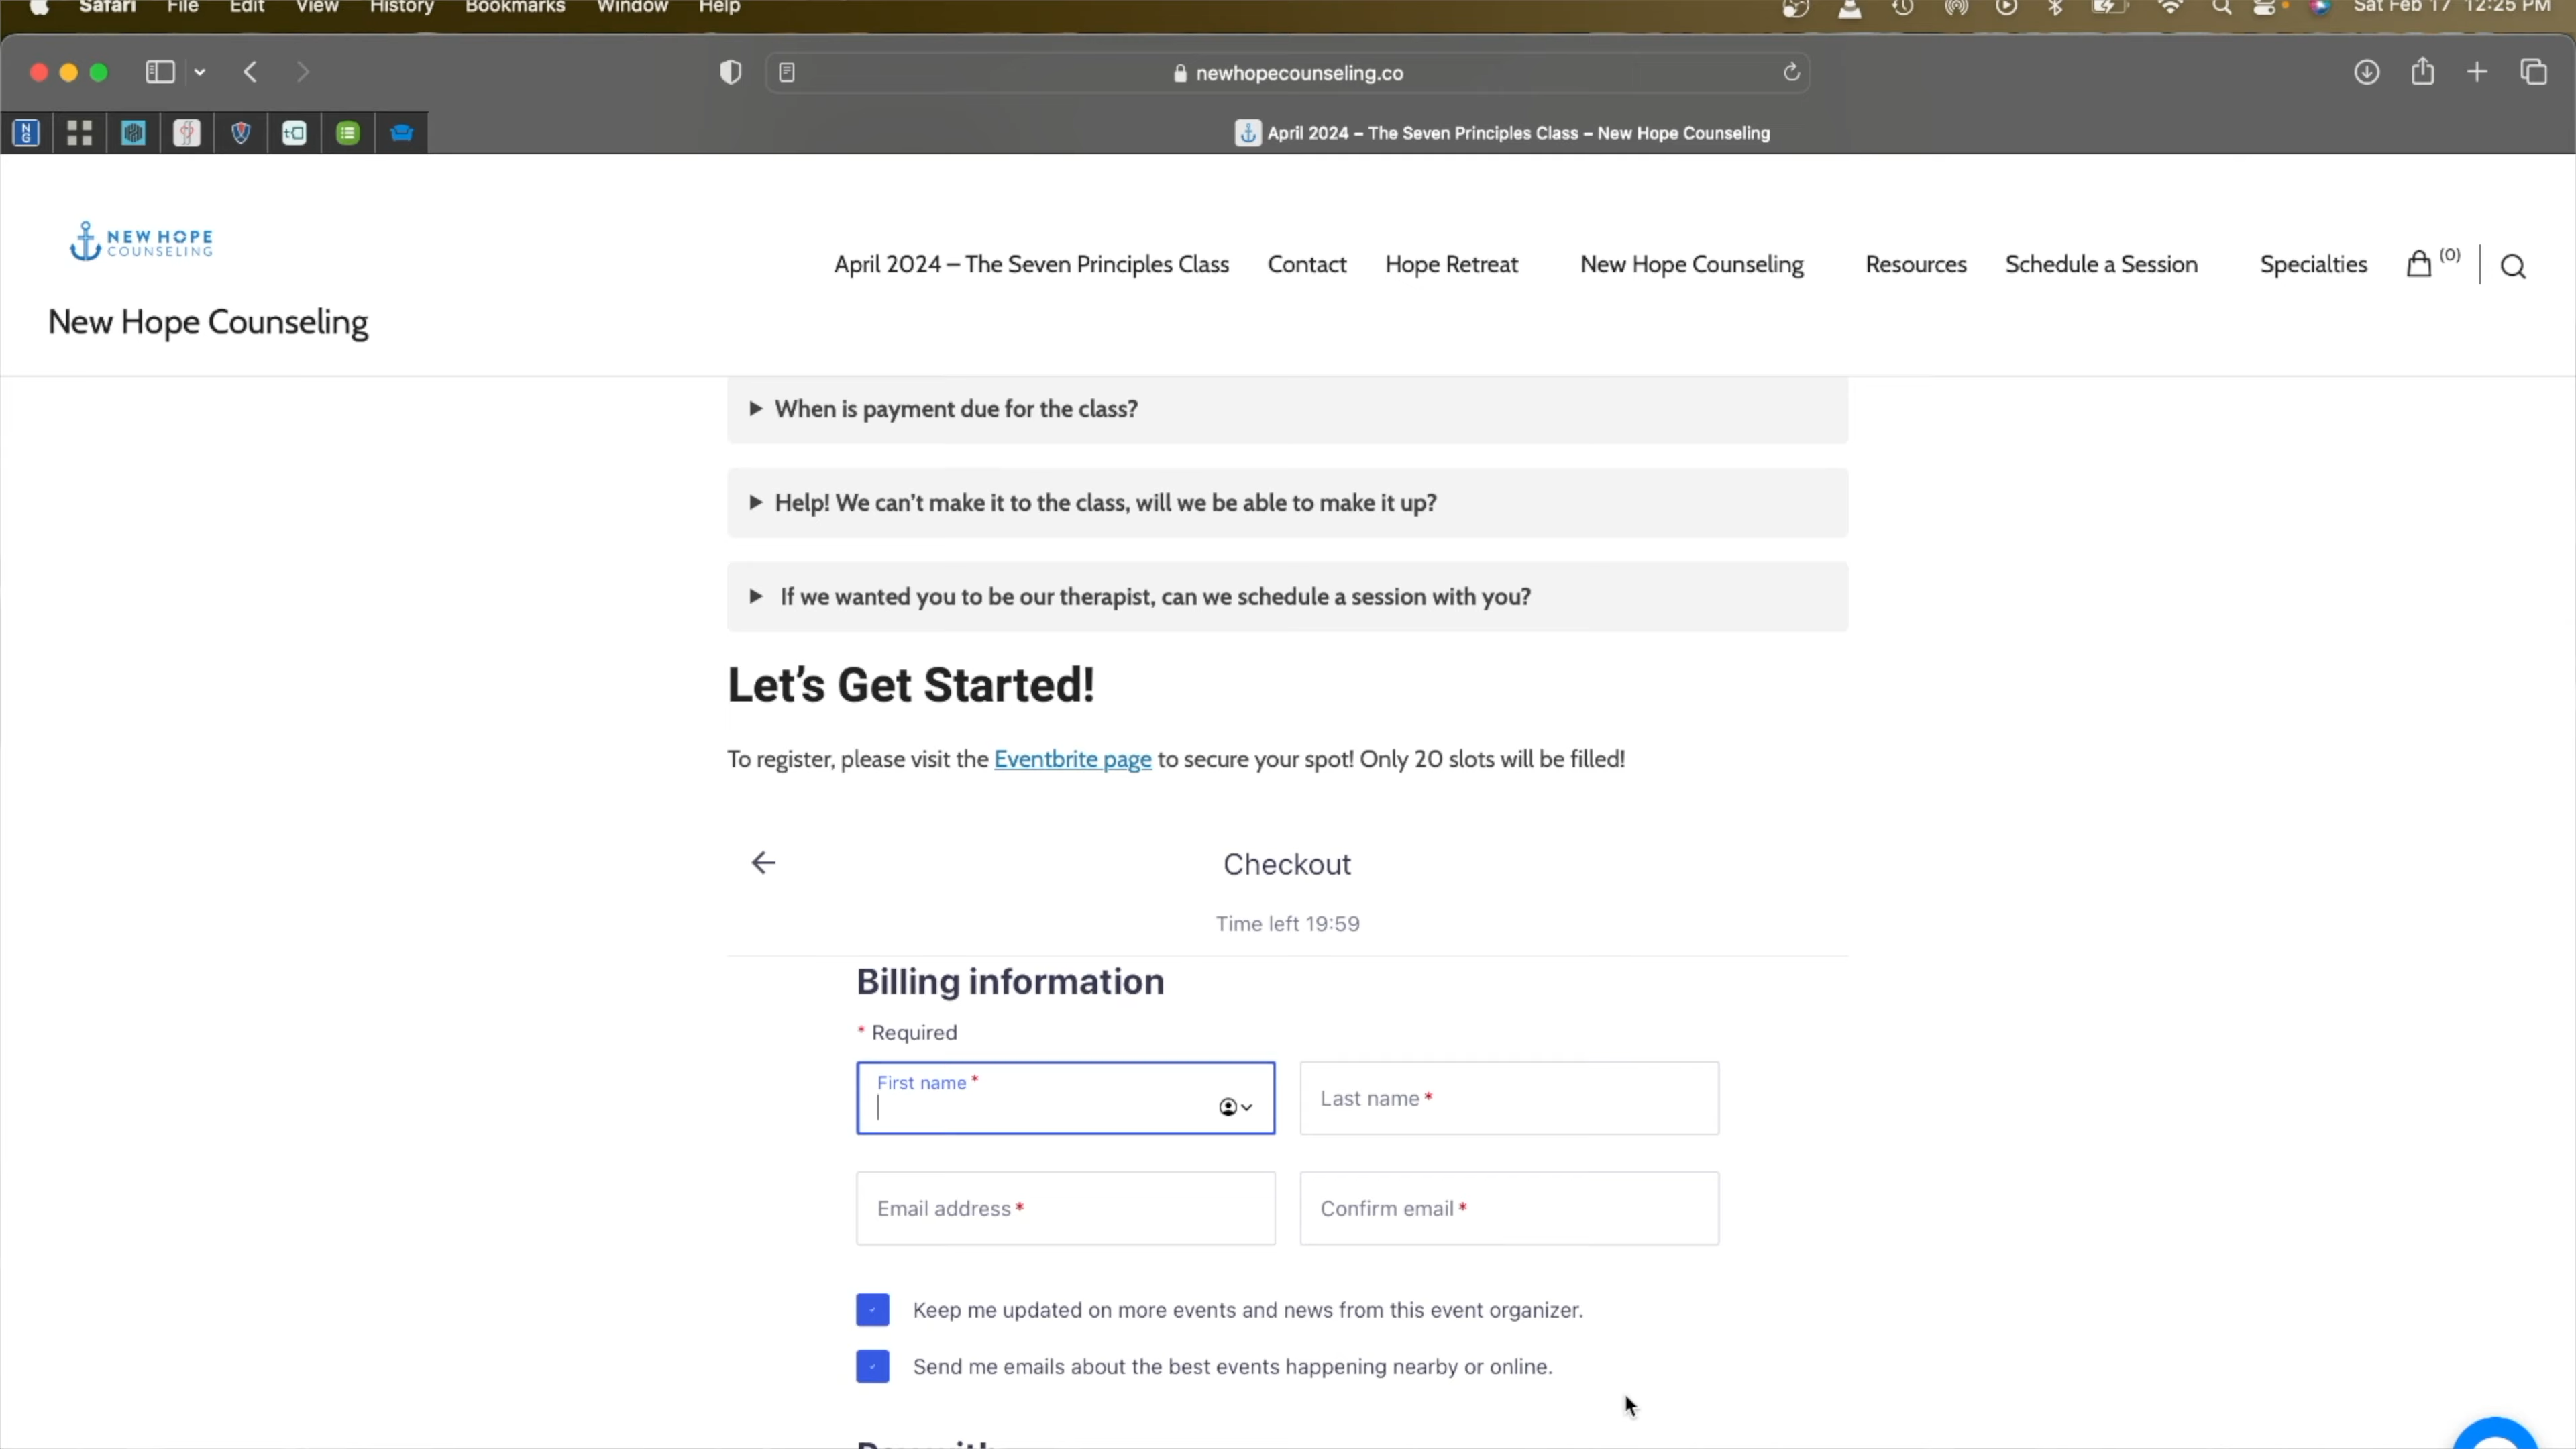 Safari File Edit View History Bookmarks Window Help Sat Feb 17 12:25 PM
newhopecounseling.co
April 2024 – The Seven Principles Class – New Hope Counseling
NEW HOPE
COUNSELING
New Hope Counseling
April 2024 – The Seven Principles Class Contact Hope Retreat New Hope Counseling Resources Schedule a Session Specialties (0)
When is payment due for the class?
Help! We can't make it to the class, will we be able to make it up?
If we wanted you to be our therapist, can we schedule a session with you?
Let's Get Started!
To register, please visit the Eventbrite page to secure your spot! Only 20 slots will be filled!
Checkout
Time left 19:59
Billing information
* Required
First name *
Last name *
Email address *
Confirm email *
Keep me updated on more events and news from this event organizer.
Send me emails about the best events happening nearby or online.